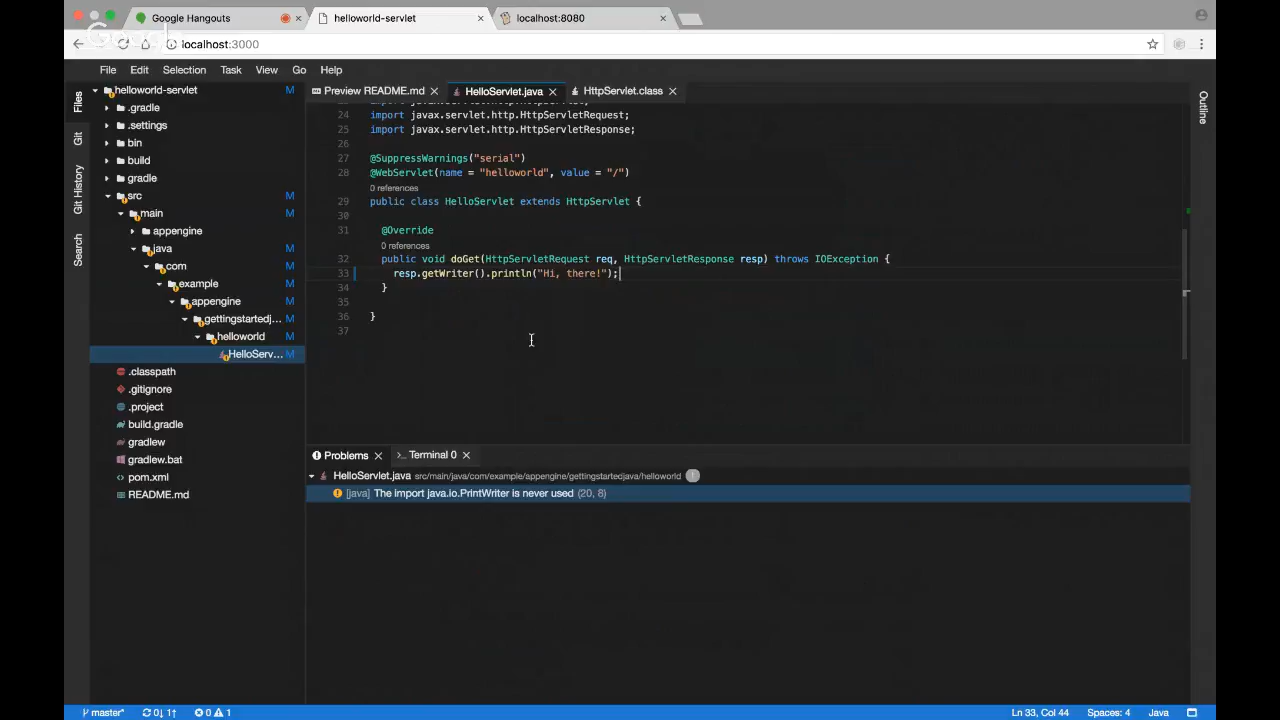 Google Hangouts
helloworld-servlet
localhost:8080
Google
localhost:3000
File Edit Selection Task View Go Help
Files
Git
Git History
Search
helloworld-servlet M
.gradle
.settings
bin
build
gradle
src M
main M
appengine
java M
com M
example M
appengine M
gettingstartedj... M
helloworld M
HelloServ... M
.classpath
.gitignore
.project
build.gradle
gradlew
gradlew.bat
pom.xml
README.md
Preview README.md
HelloServlet.java
HttpServlet.class
24 import javax.servlet.http.HttpServletRequest;
25 import javax.servlet.http.HttpServletResponse;
26
27 @SuppressWarnings("serial")
28 @WebServlet(name = "helloworld", value = "/")
0 references
29 public class HelloServlet extends HttpServlet {
30
31 @Override
0 references
32 public void doGet(HttpServletRequest req, HttpServletResponse resp) throws IOException {
33 resp.getWriter().println("Hi, there!");
34 }
35
36 }
37
Outline
Problems
Terminal 0
HelloServlet.java src/main/java/com/example/appengine/gettingstartedjava/helloworld 1
[java] The import java.io.PrintWriter is never used (20, 8)
master* 0↓ 1↑ 0 1
Ln 33, Col 44 Spaces: 4 Java